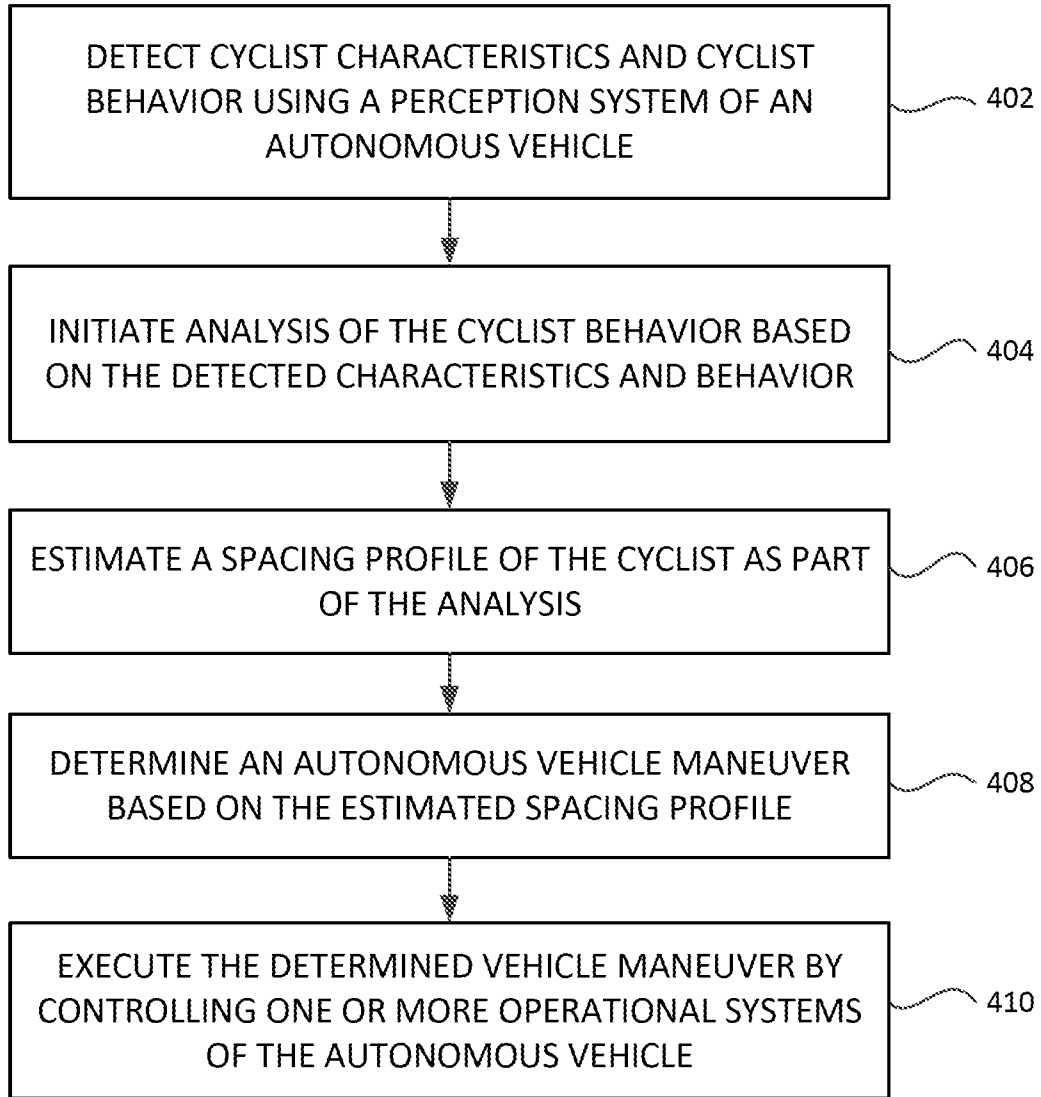 DETECT CYCLIST CHARACTERISTICS AND CYCLIST
BEHAVIOR USING A PERCEPTION SYSTEM OF AN
AUTONOMOUS VEHICLE
402
INITIATE ANALYSIS OF THE CYCLIST BEHAVIOR BASED
ON THE DETECTED CHARACTERISTICS AND BEHAVIOR
404
ESTIMATE A SPACING PROFILE OF THE CYCLIST AS PART
OF THE ANALYSIS
406
DETERMINE AN AUTONOMOUS VEHICLE MANEUVER
BASED ON THE ESTIMATED SPACING PROFILE
408
EXECUTE THE DETERMINED VEHICLE MANEUVER BY
CONTROLLING ONE OR MORE OPERATIONAL SYSTEMS
OF THE AUTONOMOUS VEHICLE
410